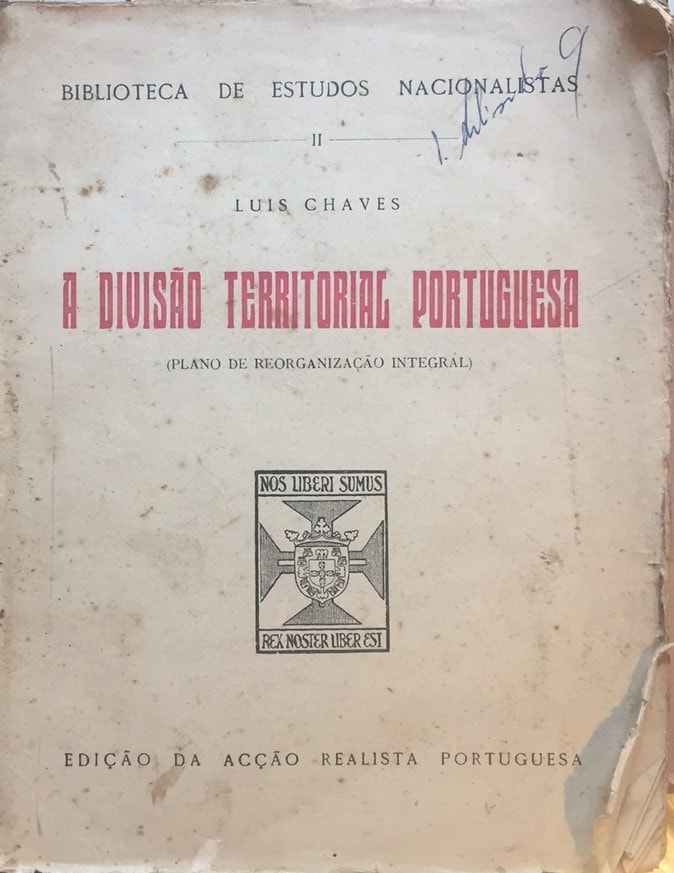 BIBLIOTECA DE ESTUDOS NACIONALISTAS
II
LUIS CHAVES
A DIVISÃO TERRITORIAL PORTUGUESA
(PLANO DE REORGANIZAÇÃO INTEGRAL)
NOS LIBERI SUMUS
REX NOSTER LIBER EST
EDIÇÃO DA ACÇÃO REALISTA PORTUGUESA